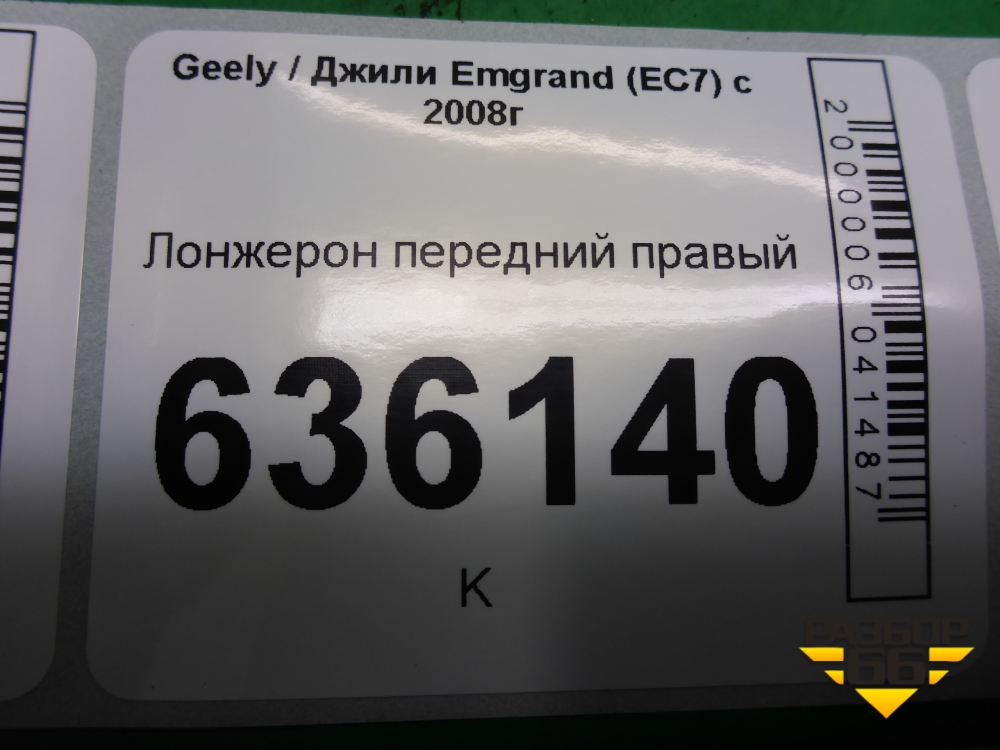 Geely / Джили Emgrand (EC7) с
2008г
Лонжерон передний правый
636140
К
2000006041487
РАЗБОР
66